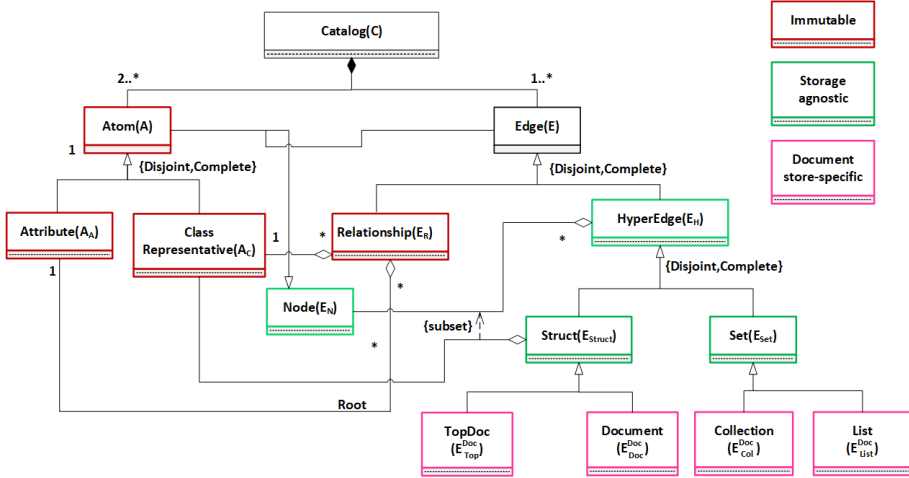 Catalog(C)
Immutable
2..*
1..*
Storage
agnostic
Atom(A)
Edge(E)
1
{Disjoint,Complete}
{Disjoint,Complete}
Document
store-specific
Attribute(A_A)
Class
Representative(A_C)
Relationship(E_R)
HyperEdge(E_H)
1
1
*
*
*
{Disjoint,Complete}
Node(E_N)
*
{subset}
Struct(E_Struct)
Set(E_Set)
Root
TopDoc
(E^Doc_Top)
Document
(E^Doc_Doc)
Collection
(E^Doc_Col)
List
(E^Doc_List)